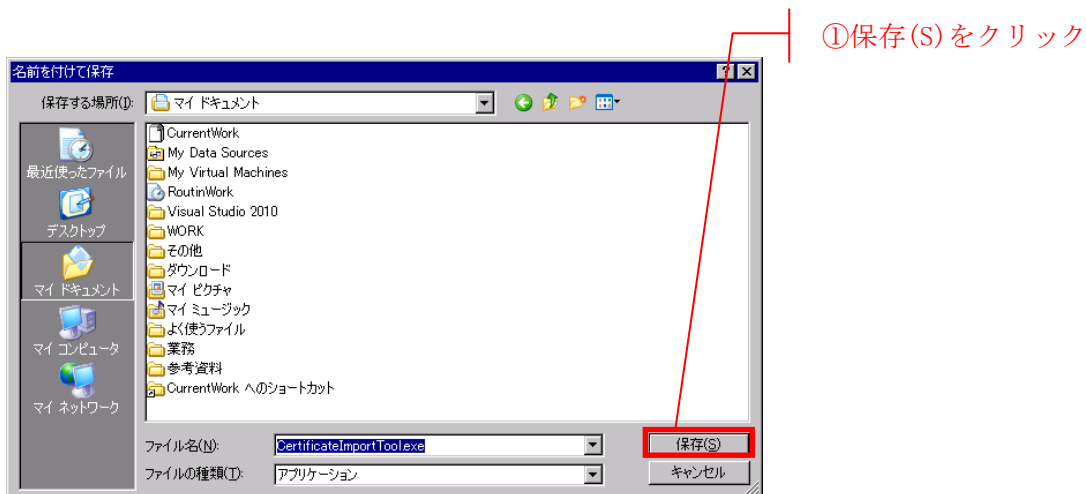 ①保存(S)をクリック
名前を付けて保存
保存する場所(I):
マイ ドキュメント
最近使ったファイル
デスクトップ
マイ ドキュメント
マイ コンピュータ
マイ ネットワーク
CurrentWork
My Data Sources
My Virtual Machines
RoutinWork
Visual Studio 2010
WORK
その他
ダウンロード
マイ ピクチャ
マイ ミュージック
よく使うファイル
業務
参考資料
CurrentWork へのショートカット
ファイル名(N):
CertificateImportTool.exe
保存(S)
ファイルの種類(T):
アプリケーション
キャンセル